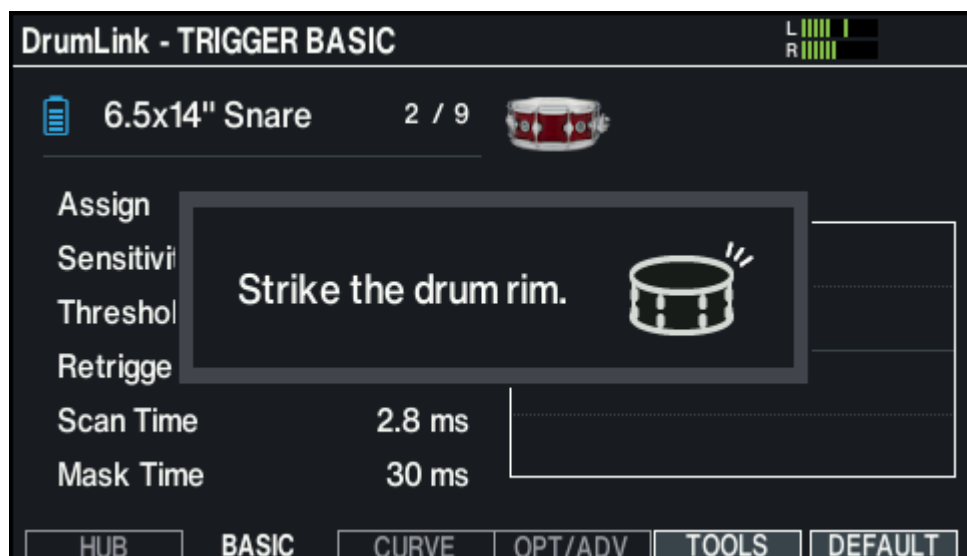 DrumLink - TRIGGER BASIC
L
R
6.5x14" Snare 2 / 9
Assign
Sensitivit
Strike the drum rim.
Threshol
Retrigge
Scan Time 2.8 ms
Mask Time 30 ms
HUB BASIC CURVE OPT/ADV TOOLS DEFAULT